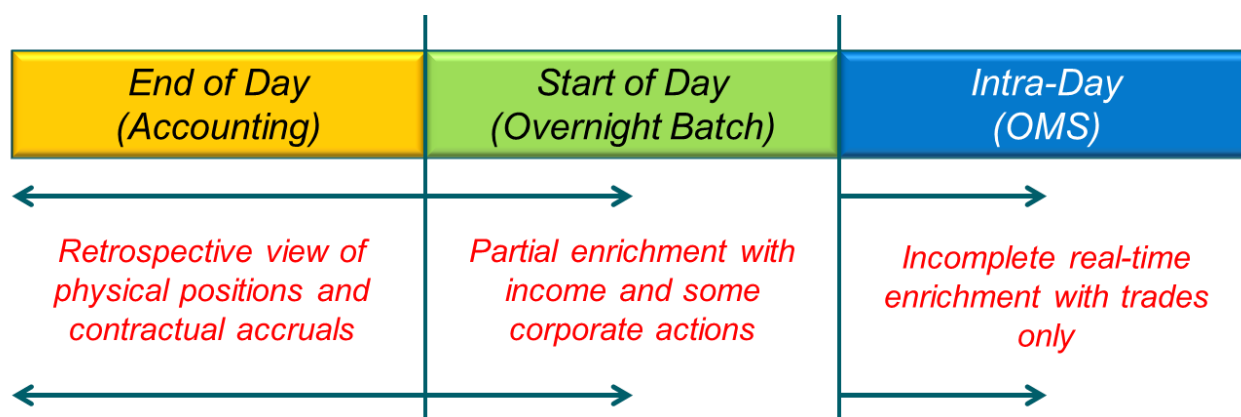 End of Day
(Accounting)
Start of Day
(Overnight Batch)
Intra-Day
(OMS)
Retrospective view of
physical positions and
contractual accruals
Partial enrichment with
income and some
corporate actions
Incomplete real-time
enrichment with trades
only